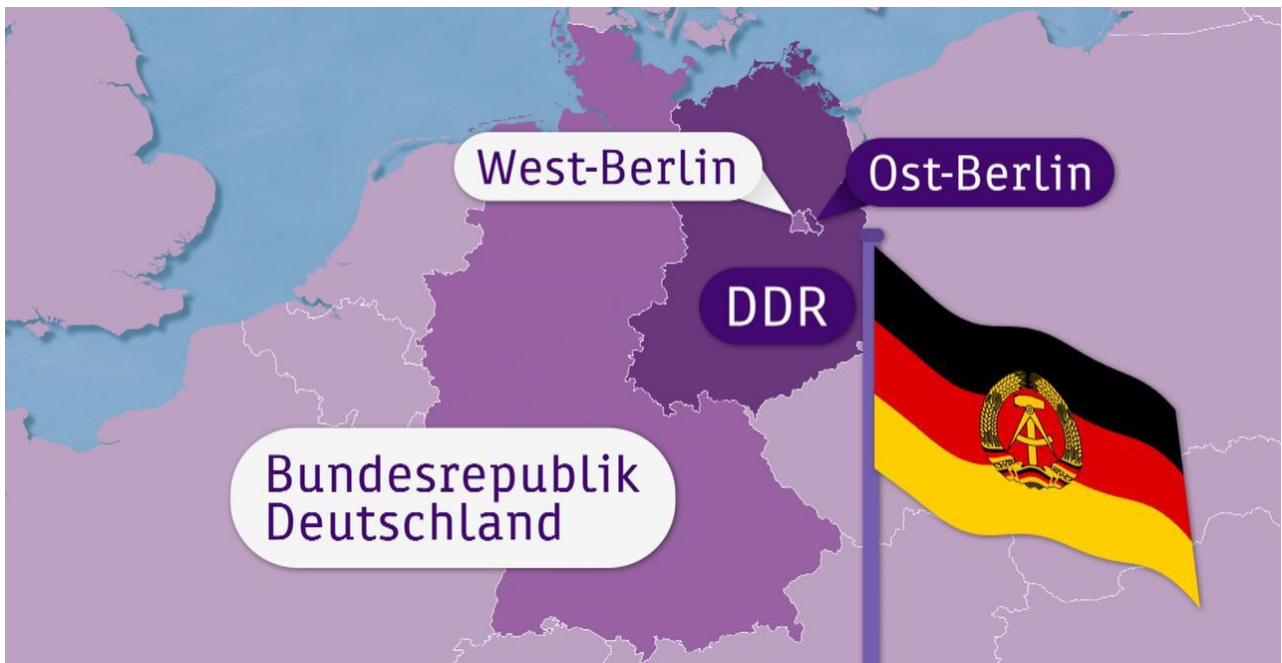 West-Berlin
Ost-Berlin
DDR
Bundesrepublik
Deutschland